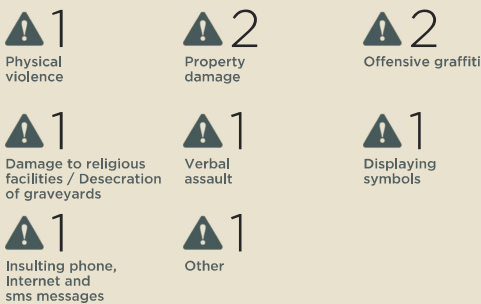 1 2 2
Physical violence Property damage Offensive graffiti
1 1 1
Damage to religious facilities / Desecration of graveyards Verbal assault Displaying symbols
1 1
Insulting phone, Internet and sms messages Other